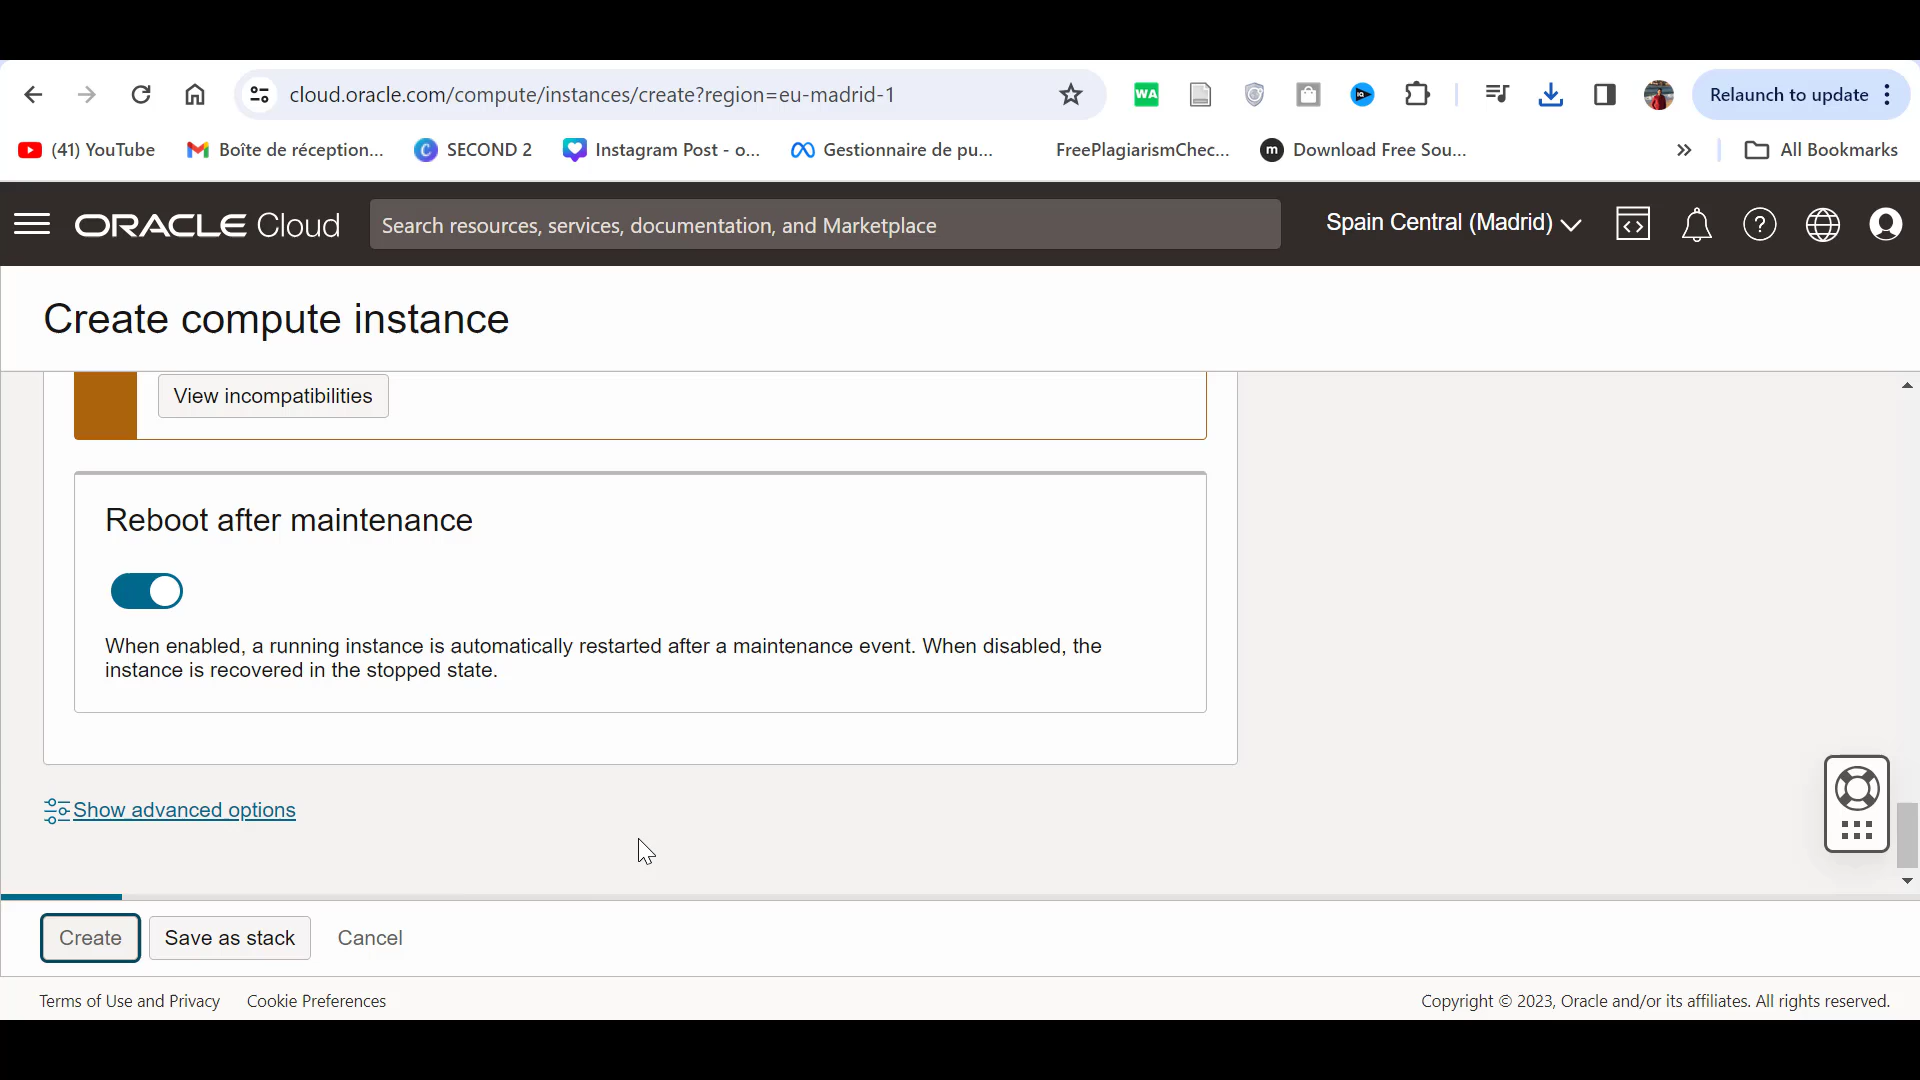 cloud.oracle.com/compute/instances/create?region=eu-madrid-1
WA
Relaunch to update
(41) YouTube
Boîte de réception...
SECOND 2
Instagram Post - o...
Gestionnaire de pu...
FreePlagiarismChec...
m
Download Free Sou...
All Bookmarks
ORACLE Cloud
Search resources, services, documentation, and Marketplace
Spain Central (Madrid)
Create compute instance
View incompatibilities
Reboot after maintenance
When enabled, a running instance is automatically restarted after a maintenance event. When disabled, the
instance is recovered in the stopped state.
Show advanced options
Create
Save as stack
Cancel
Terms of Use and Privacy
Cookie Preferences
Copyright © 2023, Oracle and/or its affiliates. All rights reserved.